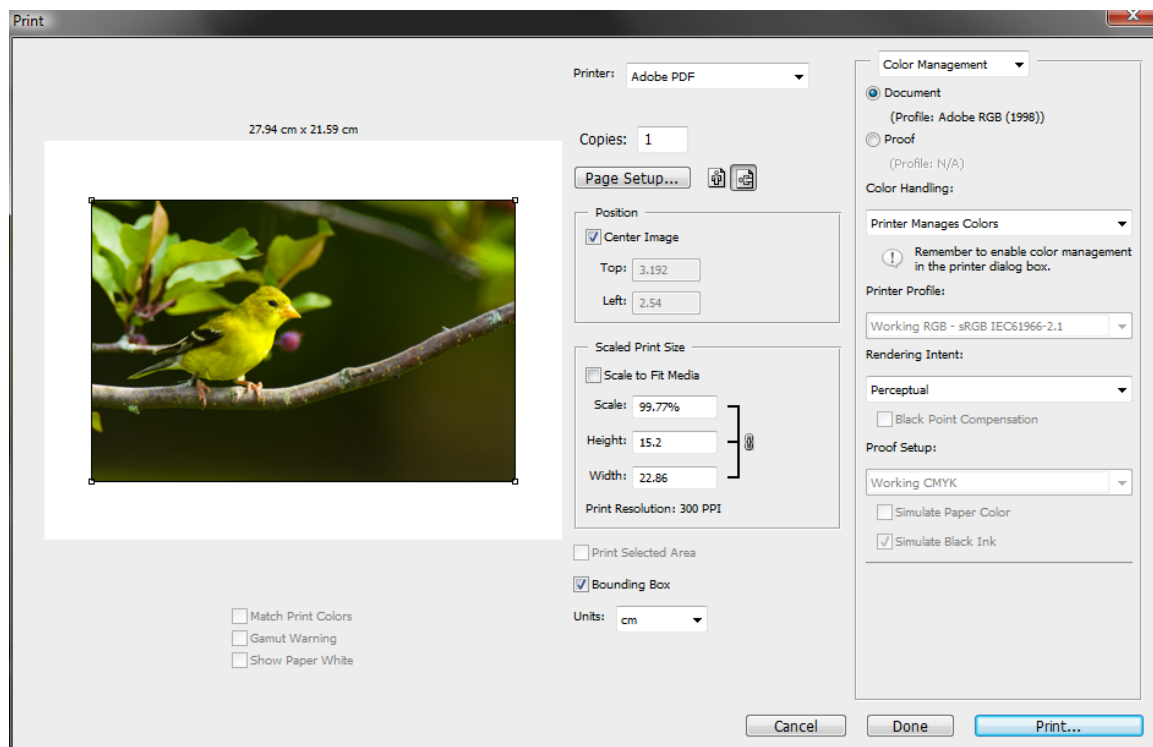 Print
27.94 cm x 21.59 cm
Match Print Colors
Gamut Warning
Show Paper White
Printer: Adobe PDF
Copies: 1
Page Setup...
Position
Center Image
Top: 3.192
Left: 2.54
Scaled Print Size
Scale to Fit Media
Scale: 99.77%
Height: 15.2
Width: 22.86
Print Resolution: 300 PPI
Print Selected Area
Bounding Box
Units: cm
Color Management
Document
(Profile: Adobe RGB (1998))
Proof
(Profile: N/A)
Color Handling:
Printer Manages Colors
Remember to enable color management
in the printer dialog box.
Printer Profile:
Working RGB - sRGB IEC61966-2.1
Rendering Intent:
Perceptual
Black Point Compensation
Proof Setup:
Working CMYK
Simulate Paper Color
Simulate Black Ink
Cancel
Done
Print...